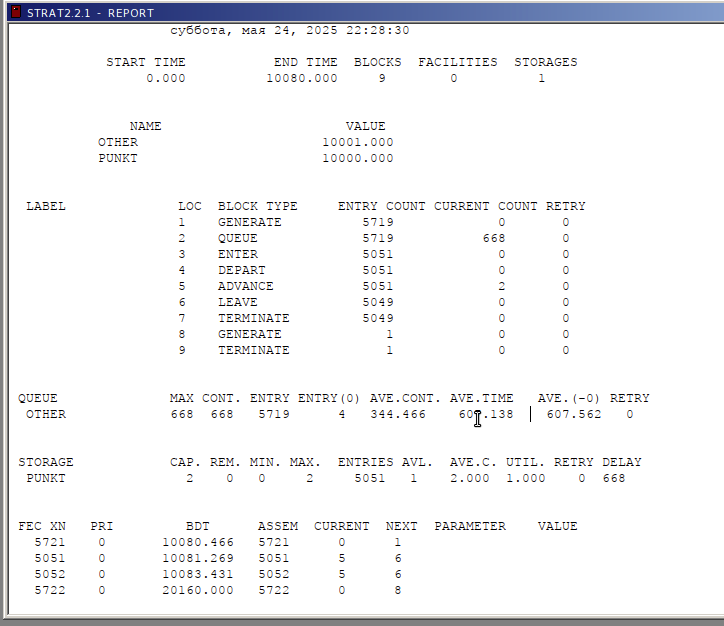 STRAT2.2.1 - REPORT
суббота, мая 24, 2025 22:28:30
START TIME END TIME BLOCKS FACILITIES STORAGES
0.000 10080.000 9 0 1
NAME VALUE
OTHER 10001.000
PUNKT 10000.000
LABEL LOC BLOCK TYPE ENTRY COUNT CURRENT COUNT RETRY
1 GENERATE 5719 0 0
2 QUEUE 5719 668 0
3 ENTER 5051 0 0
4 DEPART 5051 0 0
5 ADVANCE 5051 2 0
6 LEAVE 5049 0 0
7 TERMINATE 5049 0 0
8 GENERATE 1 0 0
9 TERMINATE 1 0 0
QUEUE MAX CONT. ENTRY ENTRY(0) AVE.CONT. AVE.TIME AVE.(-0) RETRY
OTHER 668 668 5719 4 344.466 607.138 607.562 0
STORAGE CAP. REM. MIN. MAX. ENTRIES AVL. AVE.C. UTIL. RETRY DELAY
PUNKT 2 0 0 2 5051 1 2.000 1.000 0 668
FEC XN PRI BDT ASSEM CURRENT NEXT PARAMETER VALUE
5721 0 10080.466 5721 0 1
5051 0 10081.269 5051 5 6
5052 0 10083.431 5052 5 6
5722 0 20160.000 5722 0 8